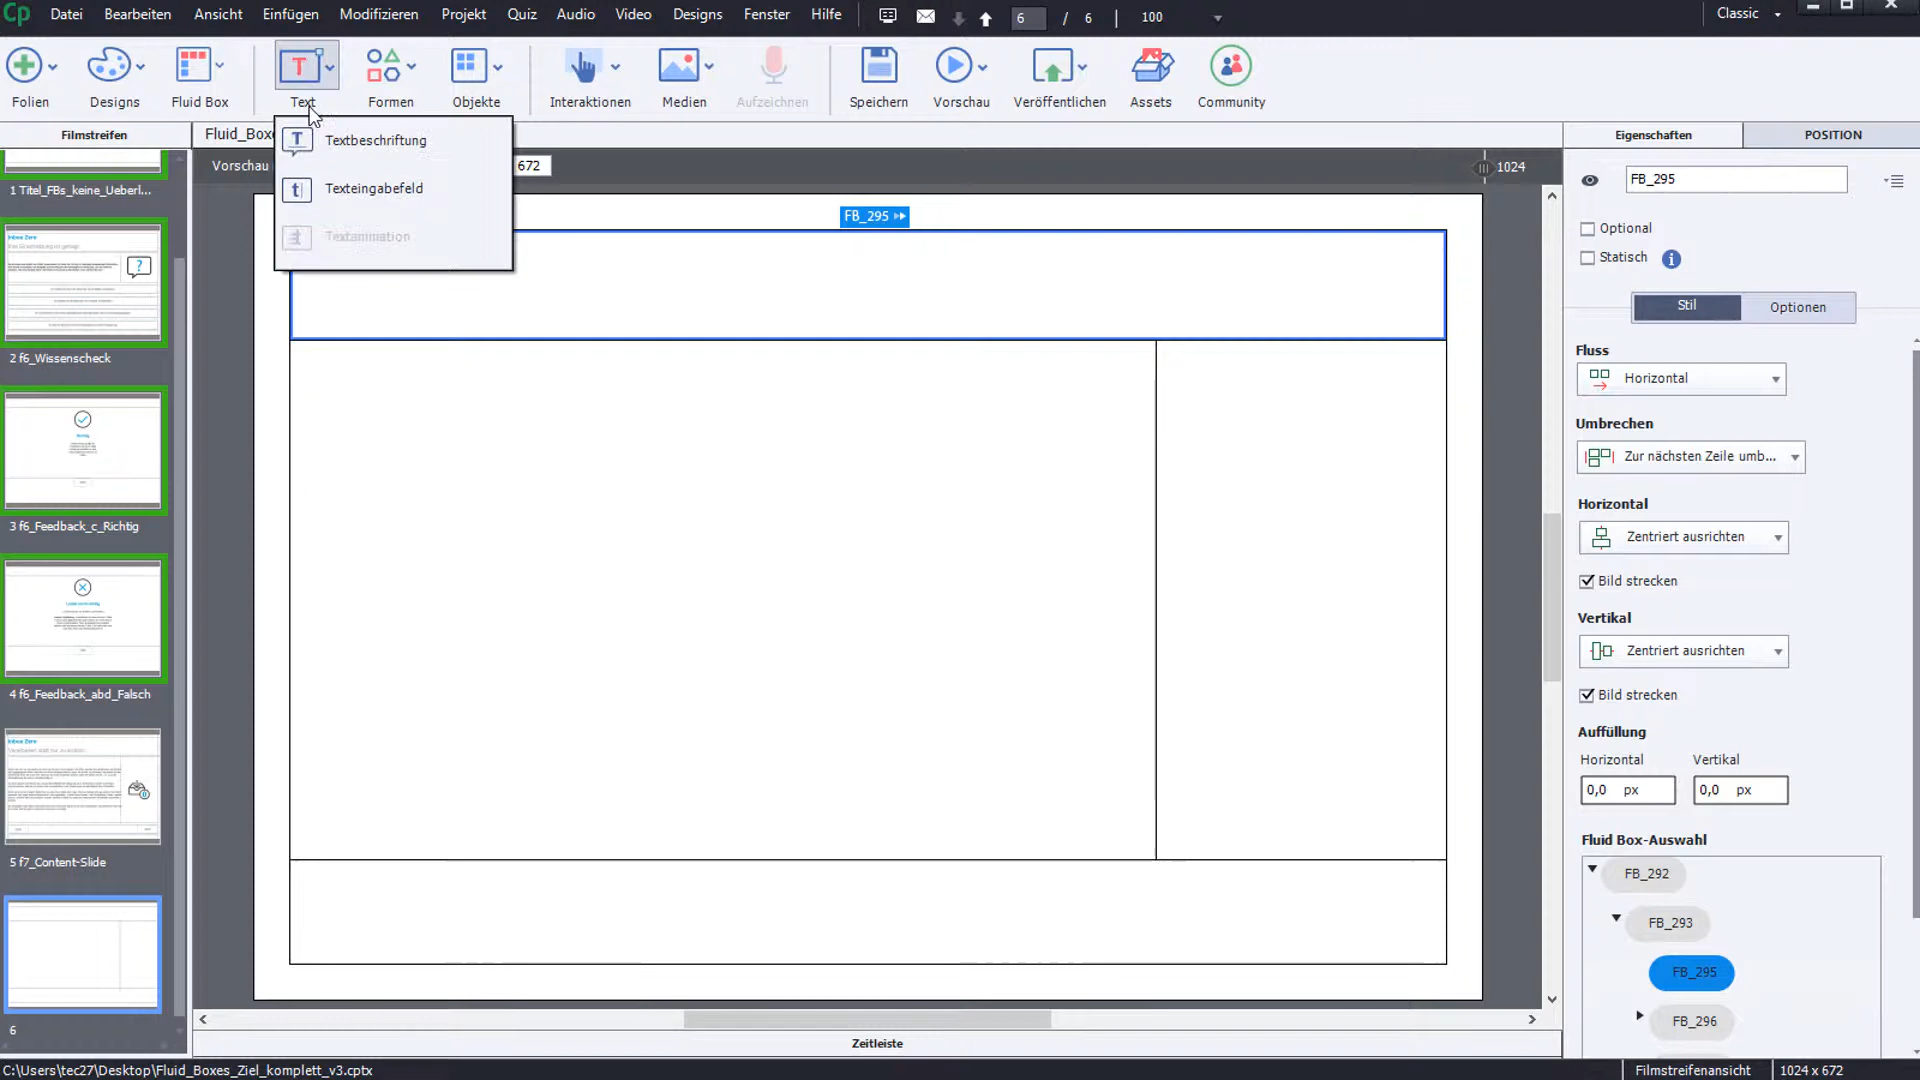 Cp Datei Bearbeiten Ansicht Einfügen Modifizieren Projekt Quiz Audio Video Designs Fenster Hilfe 6 / 6 100 Classic
Folien Designs Fluid Box Text Formen Objekte Interaktionen Medien Aufzeichnen Speichern Vorschau Veröffentlichen Assets Community
Filmstreifen
Fluid_Boxe
Eigenschaften POSITION
Vorschau 672 1024
Textbeschriftung
Texteingabefeld
Textanimation
FB_295
1 Titel_FBs_keine_Ueberl...
Inbox Zero
2 f6_Wissenscheck
3 f6_Feedback_c_Richtig
4 f6_Feedback_abd_Falsch
Inbox Zero
5 f7_Content-Slide
6
FB_295
Optional
Statisch
Stil Optionen
Fluss
Horizontal
Umbrechen
Zur nächsten Zeile umb...
Horizontal
Zentriert ausrichten
Bild strecken
Vertikal
Zentriert ausrichten
Bild strecken
Auffüllung
Horizontal Vertikal
0,0 px 0,0 px
Fluid Box-Auswahl
FB_292
FB_293
FB_295
FB_296
Zeitleiste
C:\Users\tec27\Desktop\Fluid_Boxes_Ziel_komplett_v3.cptx Filmstreifenansicht 1024 x 672